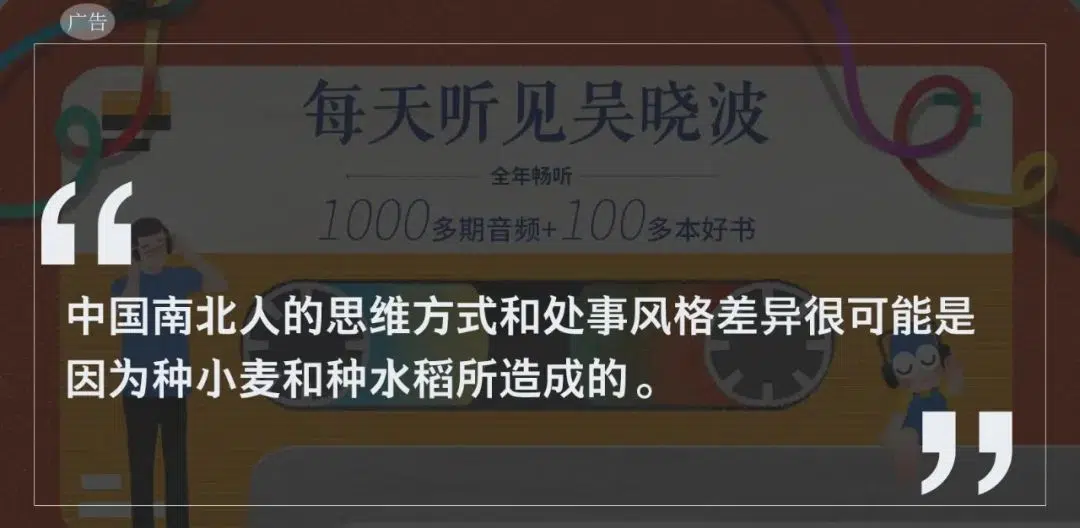 广告
每天听见吴晓波
全年畅听
1000多期音频+100多本好书
“
中国南北人的思维方式和处事风格差异很可能是
因为种小麦和种水稻所造成的。
”